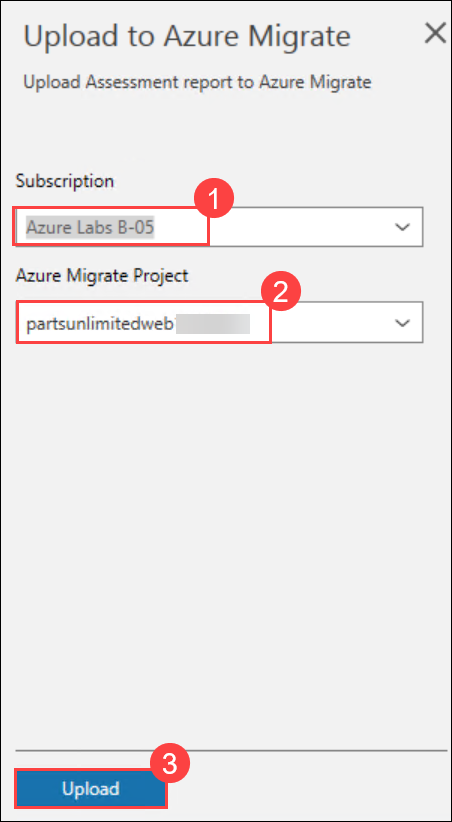 Upload to Azure Migrate
Upload Assessment report to Azure Migrate
Subscription
1
Azure Labs B-05
Azure Migrate Project
2
partsunlimitedweb
3
Upload